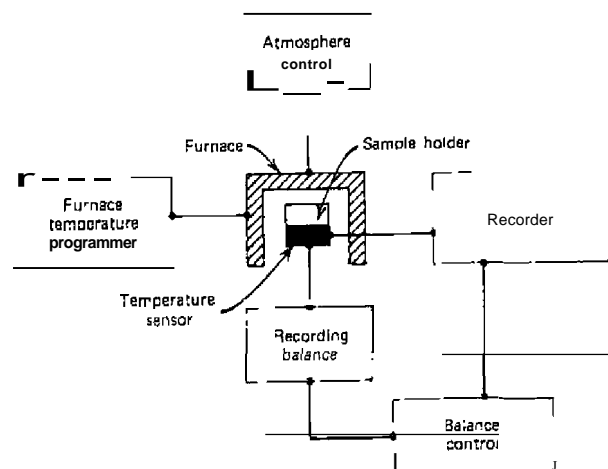 Atmosphere
control
Furnace
Sample holder
Furnace
temperature
programmer
Recorder
Temperature
sensor
Recording
balance
Balance
control